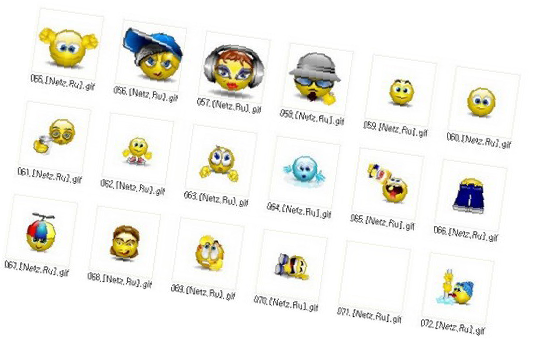 055.[Netz.Ru].gif
056.[Netz.Ru].gif
057.[Netz.Ru].gif
058.[Netz.Ru].gif
059.[Netz.Ru].gif
060.[Netz.Ru].gif
061.[Netz.Ru].gif
062.[Netz.Ru].gif
063.[Netz.Ru].gif
064.[Netz.Ru].gif
065.[Netz.Ru].gif
066.[Netz.Ru].gif
067.[Netz.Ru].gif
068.[Netz.Ru].gif
069.[Netz.Ru].gif
070.[Netz.Ru].gif
071.[Netz.Ru].gif
072.[Netz.Ru].gif